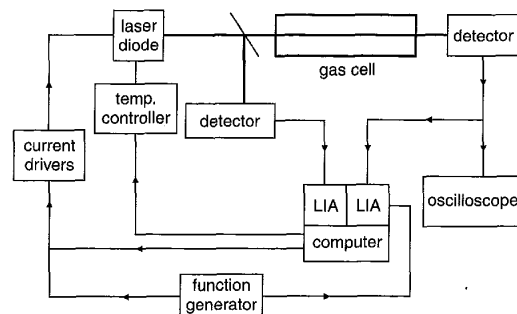 laser
diode
gas cell
detector
temp.
controller
detector
current
drivers
LIA
LIA
computer
oscilloscope
function
generator